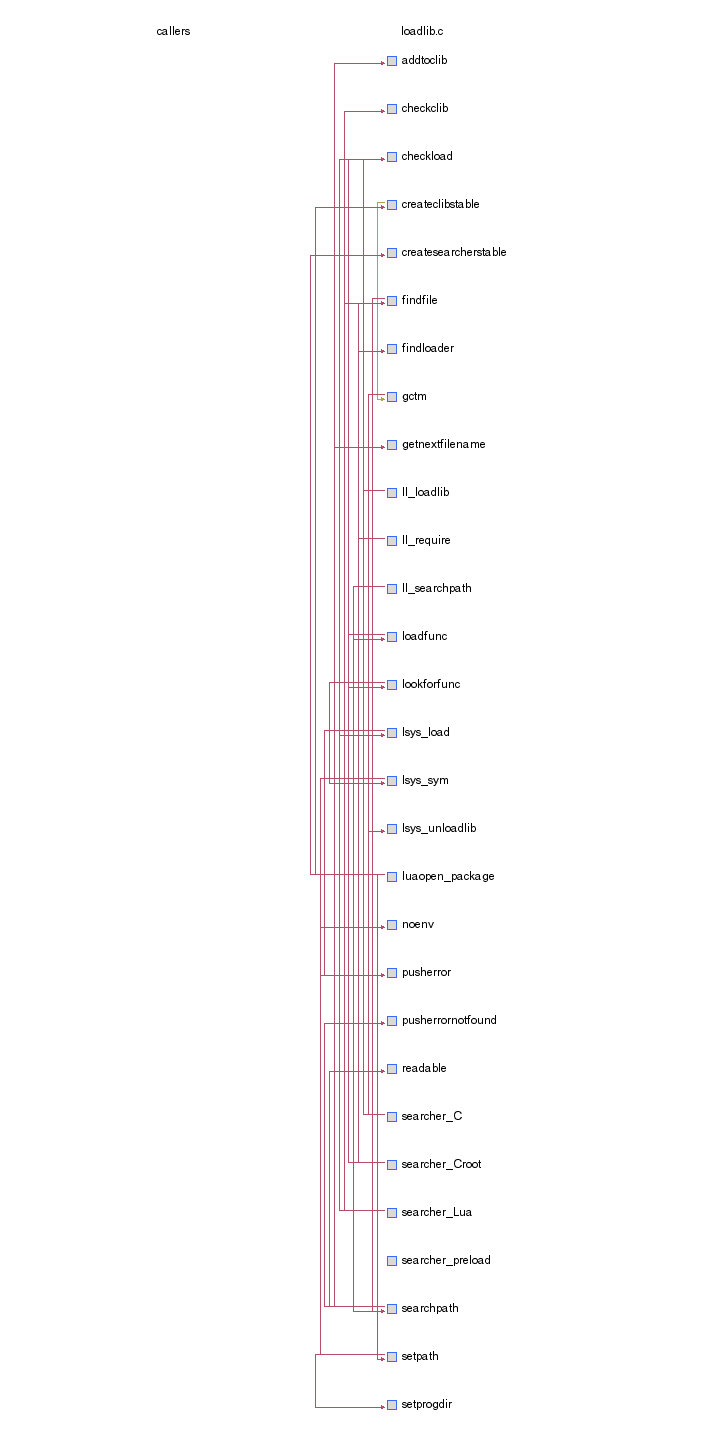 callers loadlib.c
addtoclib
checkclib
checkload
createclibstable
createsearcherstable
findfile
findloader
gctm
getnextfilename
ll_loadlib
ll_require
ll_searchpath
loadfunc
lookforfunc
lsys_load
lsys_sym
lsys_unloadlib
luaopen_package
noenv
pusherror
pusherrornotfound
readable
searcher_C
searcher_Croot
searcher_Lua
searcher_preload
searchpath
setpath
setprogdir